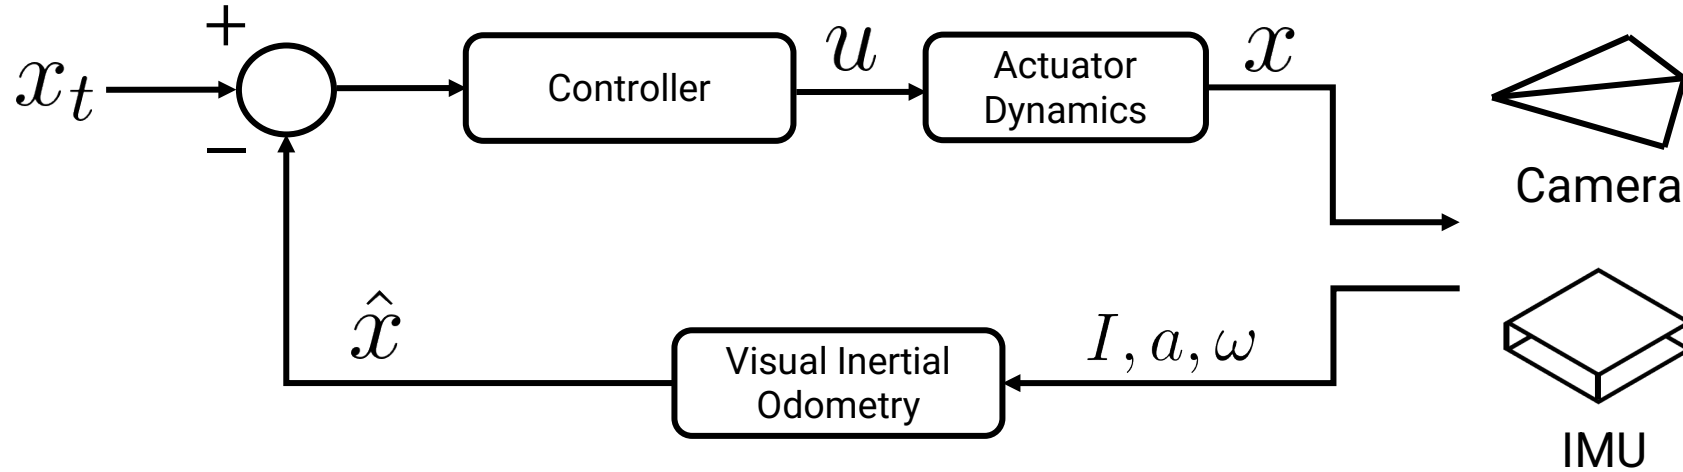 +
x_t
Controller
u
Actuator
Dynamics
x
Camera
−
x̂
Visual Inertial
Odometry
I, a, ω
IMU